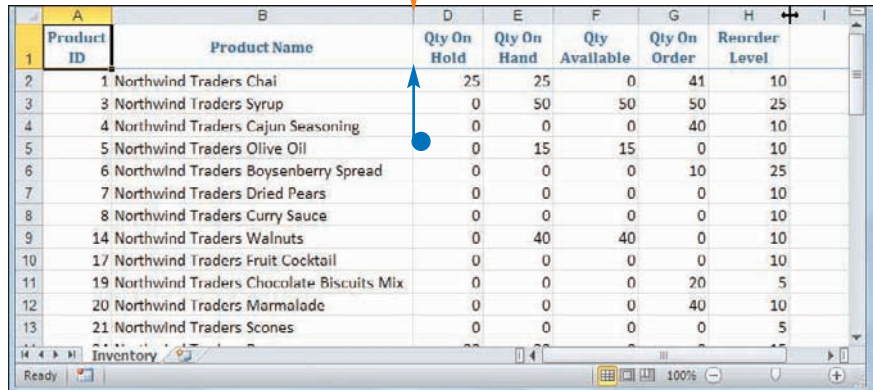 A B D E F G H I
1 Product ID Product Name Qty On Hold Qty On Hand Qty Available Qty On Order Reorder Level
2 1 Northwind Traders Chai 25 25 0 41 10
3 3 Northwind Traders Syrup 0 50 50 50 25
4 4 Northwind Traders Cajun Seasoning 0 0 0 40 10
5 5 Northwind Traders Olive Oil 0 15 15 0 10
6 6 Northwind Traders Boysenberry Spread 0 0 0 10 25
7 7 Northwind Traders Dried Pears 0 0 0 0 10
8 8 Northwind Traders Curry Sauce 0 0 0 0 10
9 14 Northwind Traders Walnuts 0 40 40 0 10
10 17 Northwind Traders Fruit Cocktail 0 0 0 0 10
11 19 Northwind Traders Chocolate Biscuits Mix 0 0 0 20 5
12 20 Northwind Traders Marmalade 0 0 0 40 10
13 21 Northwind Traders Scones 0 0 0 0 5
Inventory
Ready 100%